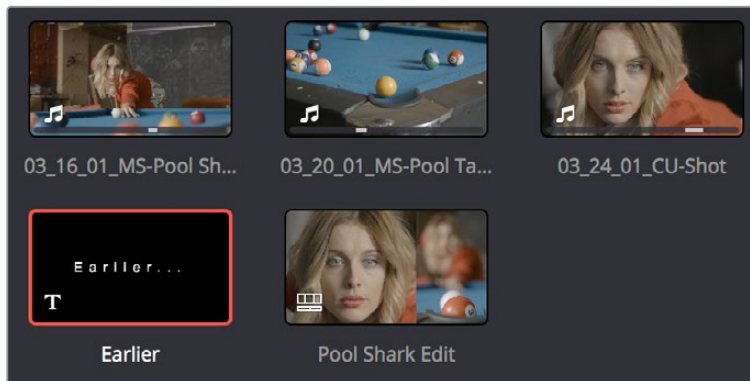 03_16_01_MS-Pool Sh...
03_20_01_MS-Pool Ta...
03_24_01_CU-Shot
Earlier...
T
Earlier
Pool Shark Edit